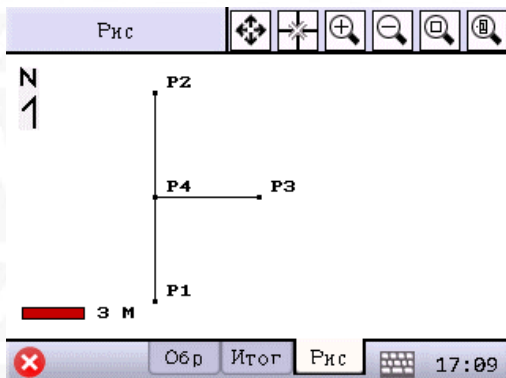 Рис
N
P2
P4 P3
P1
3 М
Обр Итог Рис 17:09